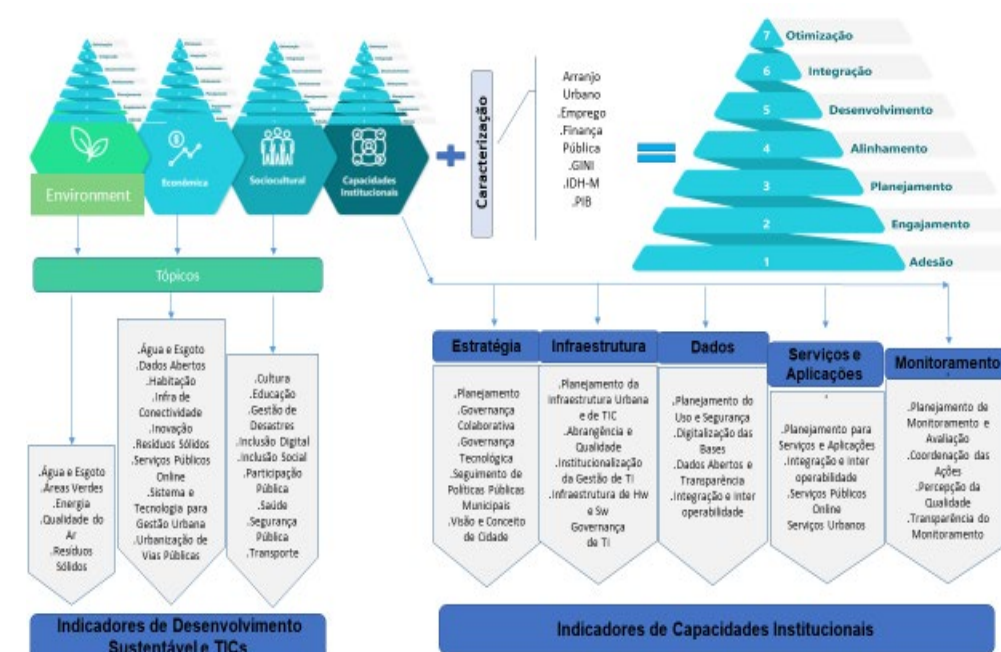 Environment
Econômica
Sociocultural
Capacidades
Institucionais
Caracterização
Arranjo
Urbano
.Emprego
.Finança
Pública
.GINI
.IDH-M
.PIB
7 Otimização
6 Integração
5 Desenvolvimento
4 Alinhamento
3 Planejamento
2 Engajamento
1 Adesão
Tópicos
.Água e Esgoto
.Áreas Verdes
.Energia
.Qualidade do
Ar
.Resíduos
Sólidos
.Água e Esgoto
.Dados Abertos
.Habitação
.Infra de
Conectividade
.Inovação
.Resíduos Sólidos
.Serviços Públicos
Online
.Sistema e
Tecnologia para
Gestão Urbana
.Urbanização de
Vias Públicas
.Cultura
.Educação
.Gestão de
Desastres
.Inclusão Digital
.Inclusão Social
.Participação
Pública
.Saúde
.Segurança
Pública
.Transporte
Indicadores de Desenvolvimento
Sustentável e TICs
Estratégia
.Planejamento
.Governança
Colaborativa
.Governança
Tecnológica
.Seguimento de
Políticas Públicas
Municipais
.Visão e Conceito
de Cidade
Infraestrutura
.Planejamento da
Infraestrutura Urbana
e de TIC
.Abrangência e
Qualidade
.Institucionalização
da Gestão de TI
.Infraestrutura de Hw
e Sw
Governança
de TI
Dados
.Planejamento do
Uso e Segurança
.Digitalização das
Bases
.Dados Abertos e
Transparência
.Integração e inter
operabilidade
Serviços e
Aplicações
.Planejamento para
Serviços e Aplicações
.Integração e inter
operabilidade
.Serviços Públicos
Online
Serviços Urbanos
Monitoramento
.Planejamento de
Monitoramento e
Avaliação
.Coordenação das
Ações
.Percepção da
Qualidade
.Transparência do
Monitoramento
Indicadores de Capacidades Institucionais